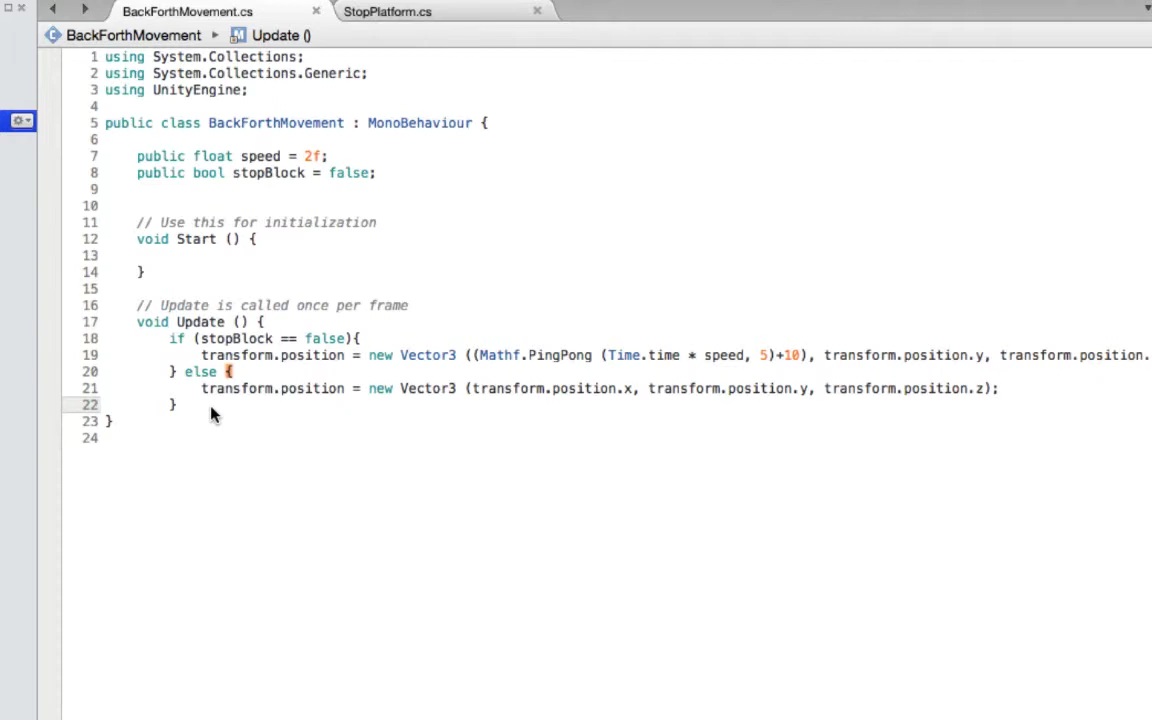 BackForthMovement.cs
StopPlatform.cs
BackForthMovement Update ()
1 using System.Collections;
2 using System.Collections.Generic;
3 using UnityEngine;
4
5 public class BackForthMovement : MonoBehaviour {
6
7 public float speed = 2f;
8 public bool stopBlock = false;
9
10
11 // Use this for initialization
12 void Start () {
13
14 }
15
16 // Update is called once per frame
17 void Update () {
18 if (stopBlock == false){
19 transform.position = new Vector3 ((Mathf.PingPong (Time.time * speed, 5)+10), transform.position.y, transform.position.
20 } else {
21 transform.position = new Vector3 (transform.position.x, transform.position.y, transform.position.z);
22 }
23 }
24